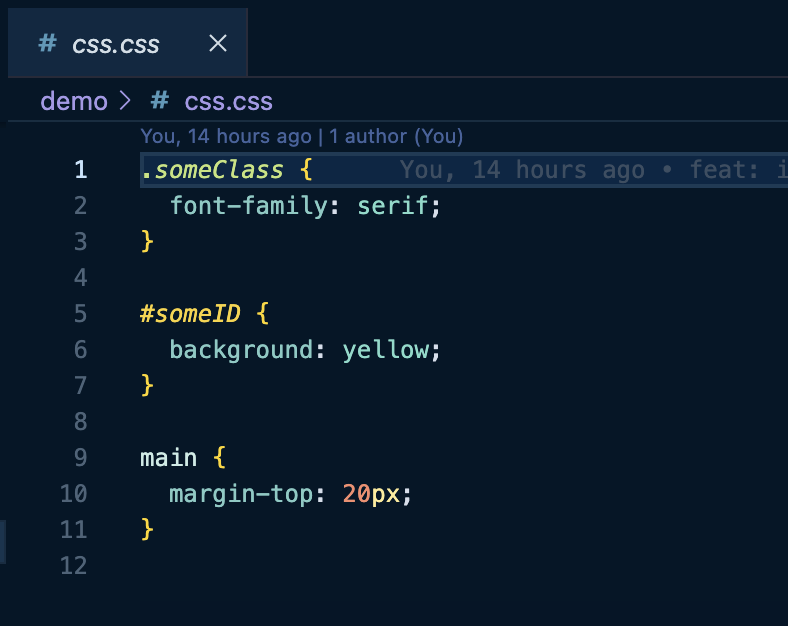 # css.css ×
demo > # css.css
You, 14 hours ago | 1 author (You)
1 .someClass { You, 14 hours ago • feat:
2   font-family: serif;
3 }
4
5 #someID {
6   background: yellow;
7 }
8
9 main {
10   margin-top: 20px;
11 }
12